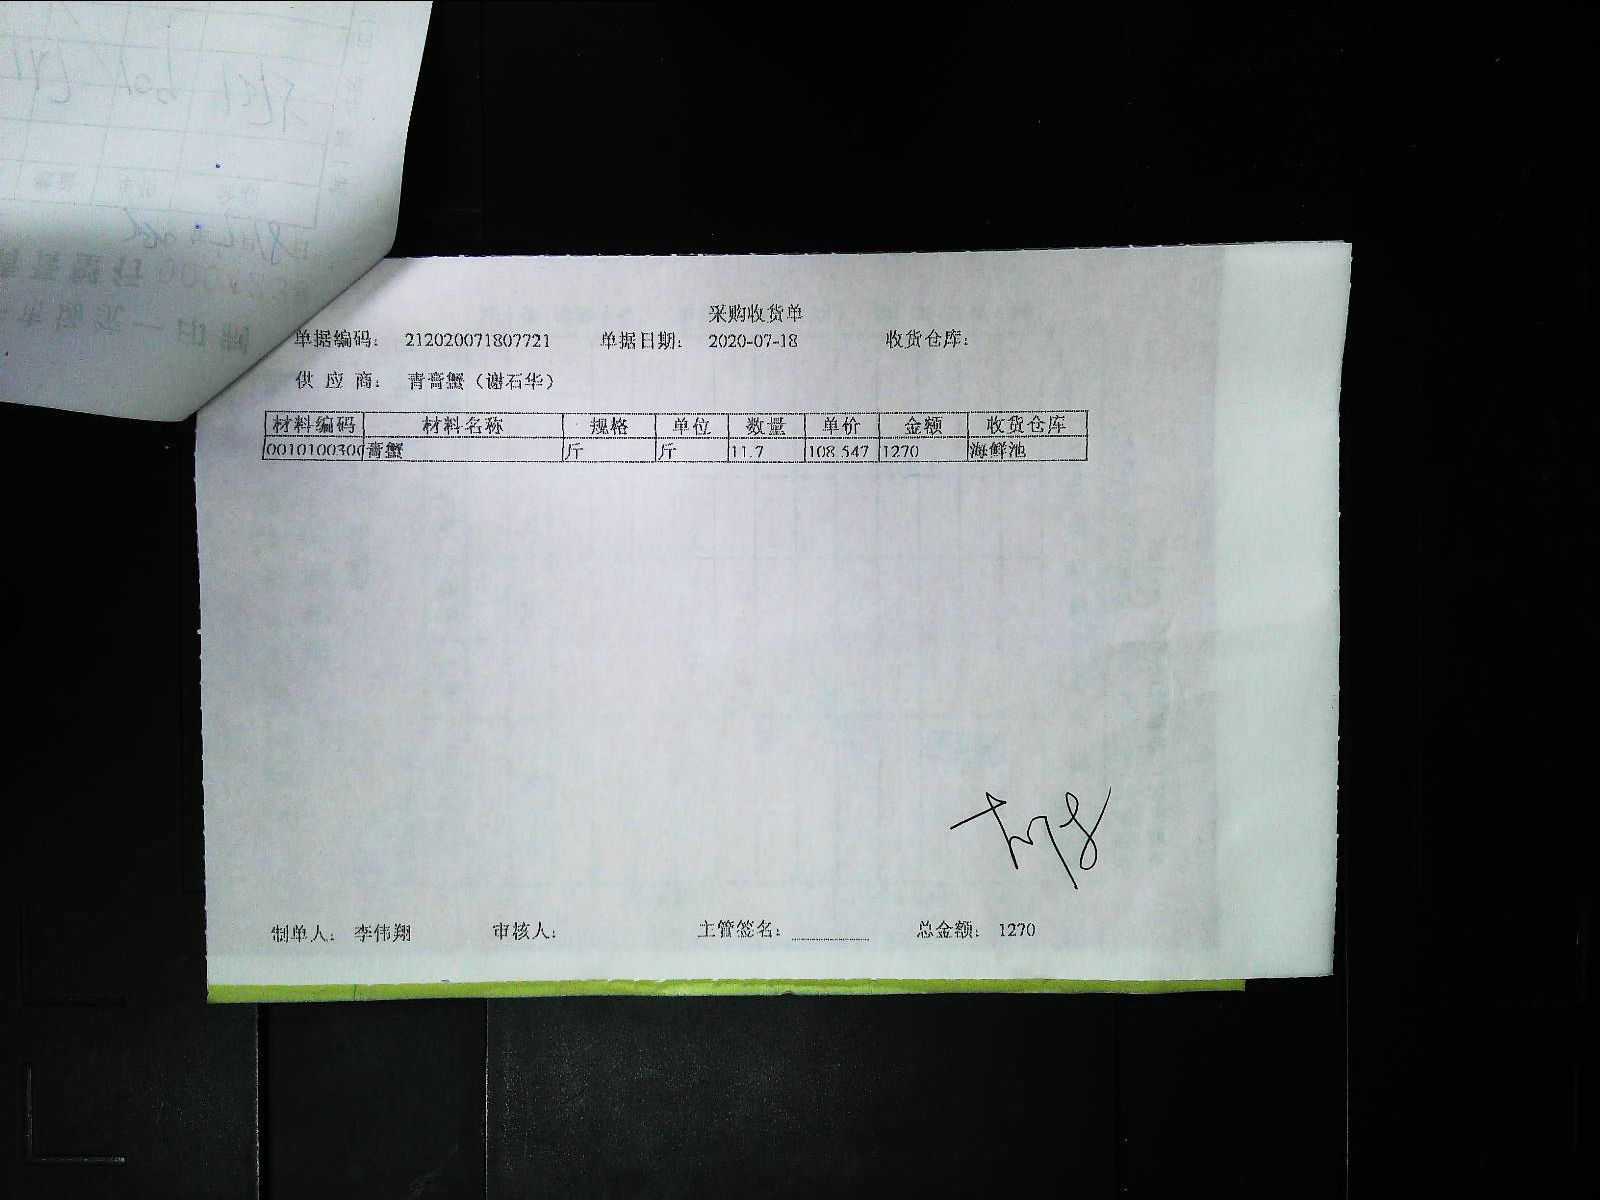 采购收货单
单据编码： 212020071807721 单据日期： 2020-07-18 收货仓库：
供 应 商： 青膏蟹（谢石华）
材料编码 材料名称 规格 单位 数量 单价 金额 收货仓库
0010100300 膏蟹 斤 斤 11.7 108.547 1270 海鲜池
制单人： 李伟翔 审核人： 主管签名： 总金额： 1270